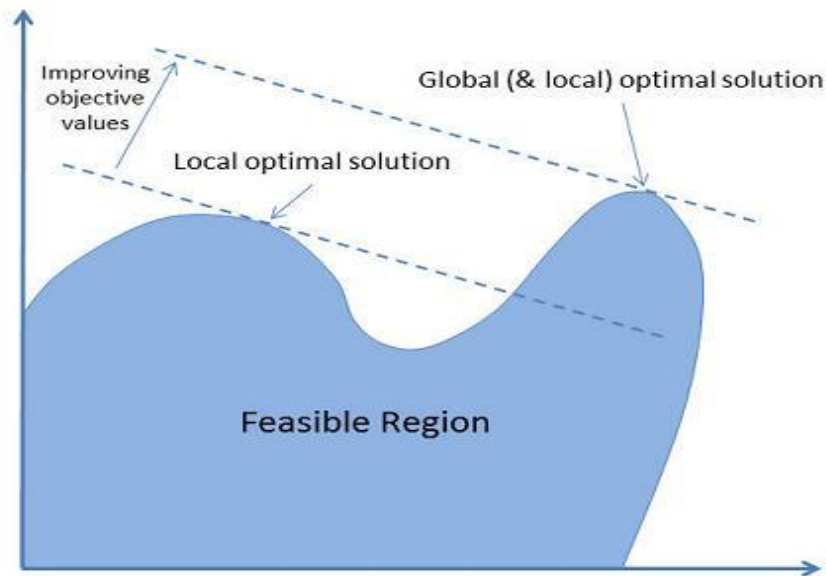 Improving
objective
values
Global (& local) optimal solution
Local optimal solution
Feasible Region